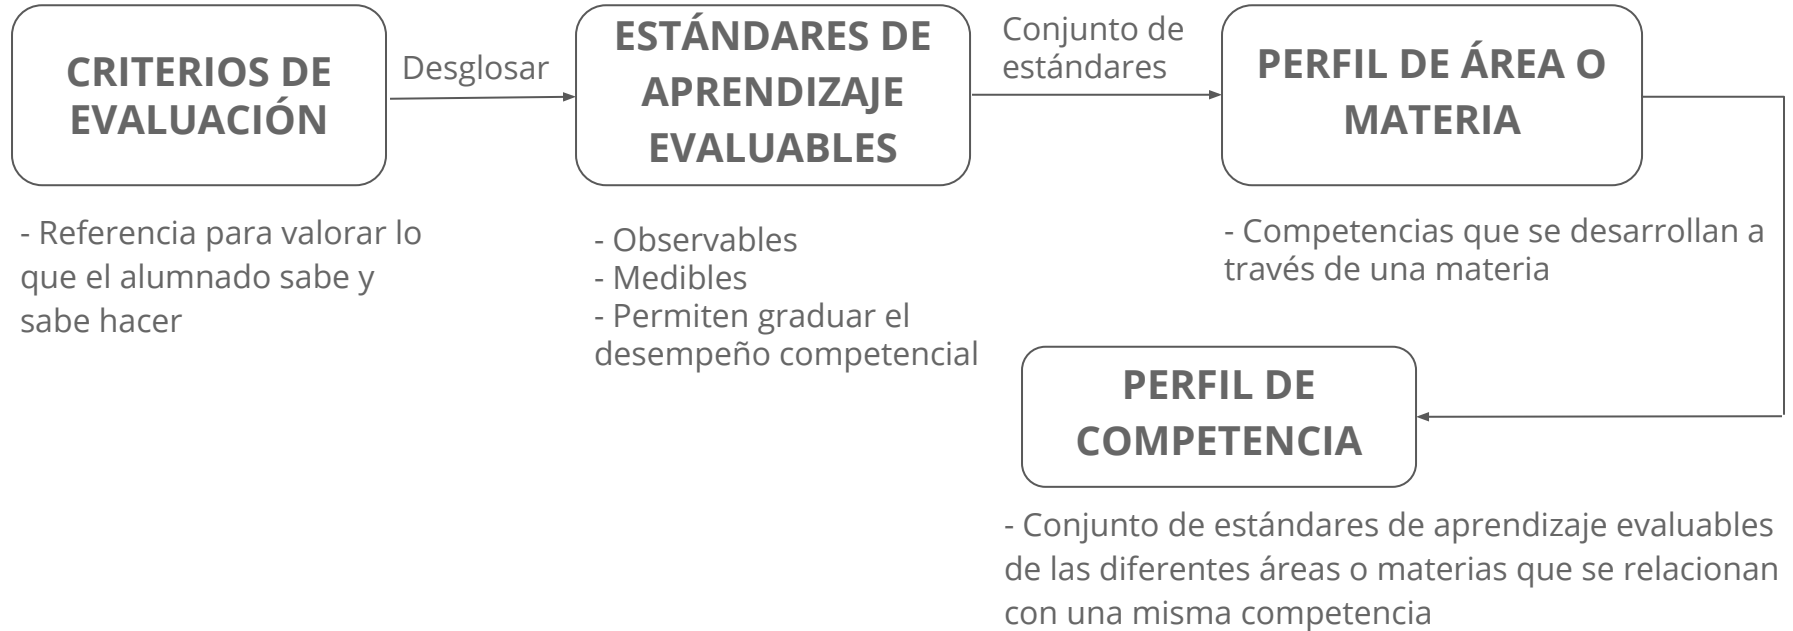 CRITERIOS DE
EVALUACIÓN
Desglosar
ESTÁNDARES DE
APRENDIZAJE
EVALUABLES
Conjunto de
estándares
PERFIL DE ÁREA O
MATERIA
- Referencia para valorar lo
que el alumnado sabe y
sabe hacer
- Observables
- Medibles
- Permiten graduar el
desempeño competencial
- Competencias que se desarrollan a
través de una materia
PERFIL DE
COMPETENCIA
- Conjunto de estándares de aprendizaje evaluables
de las diferentes áreas o materias que se relacionan
con una misma competencia